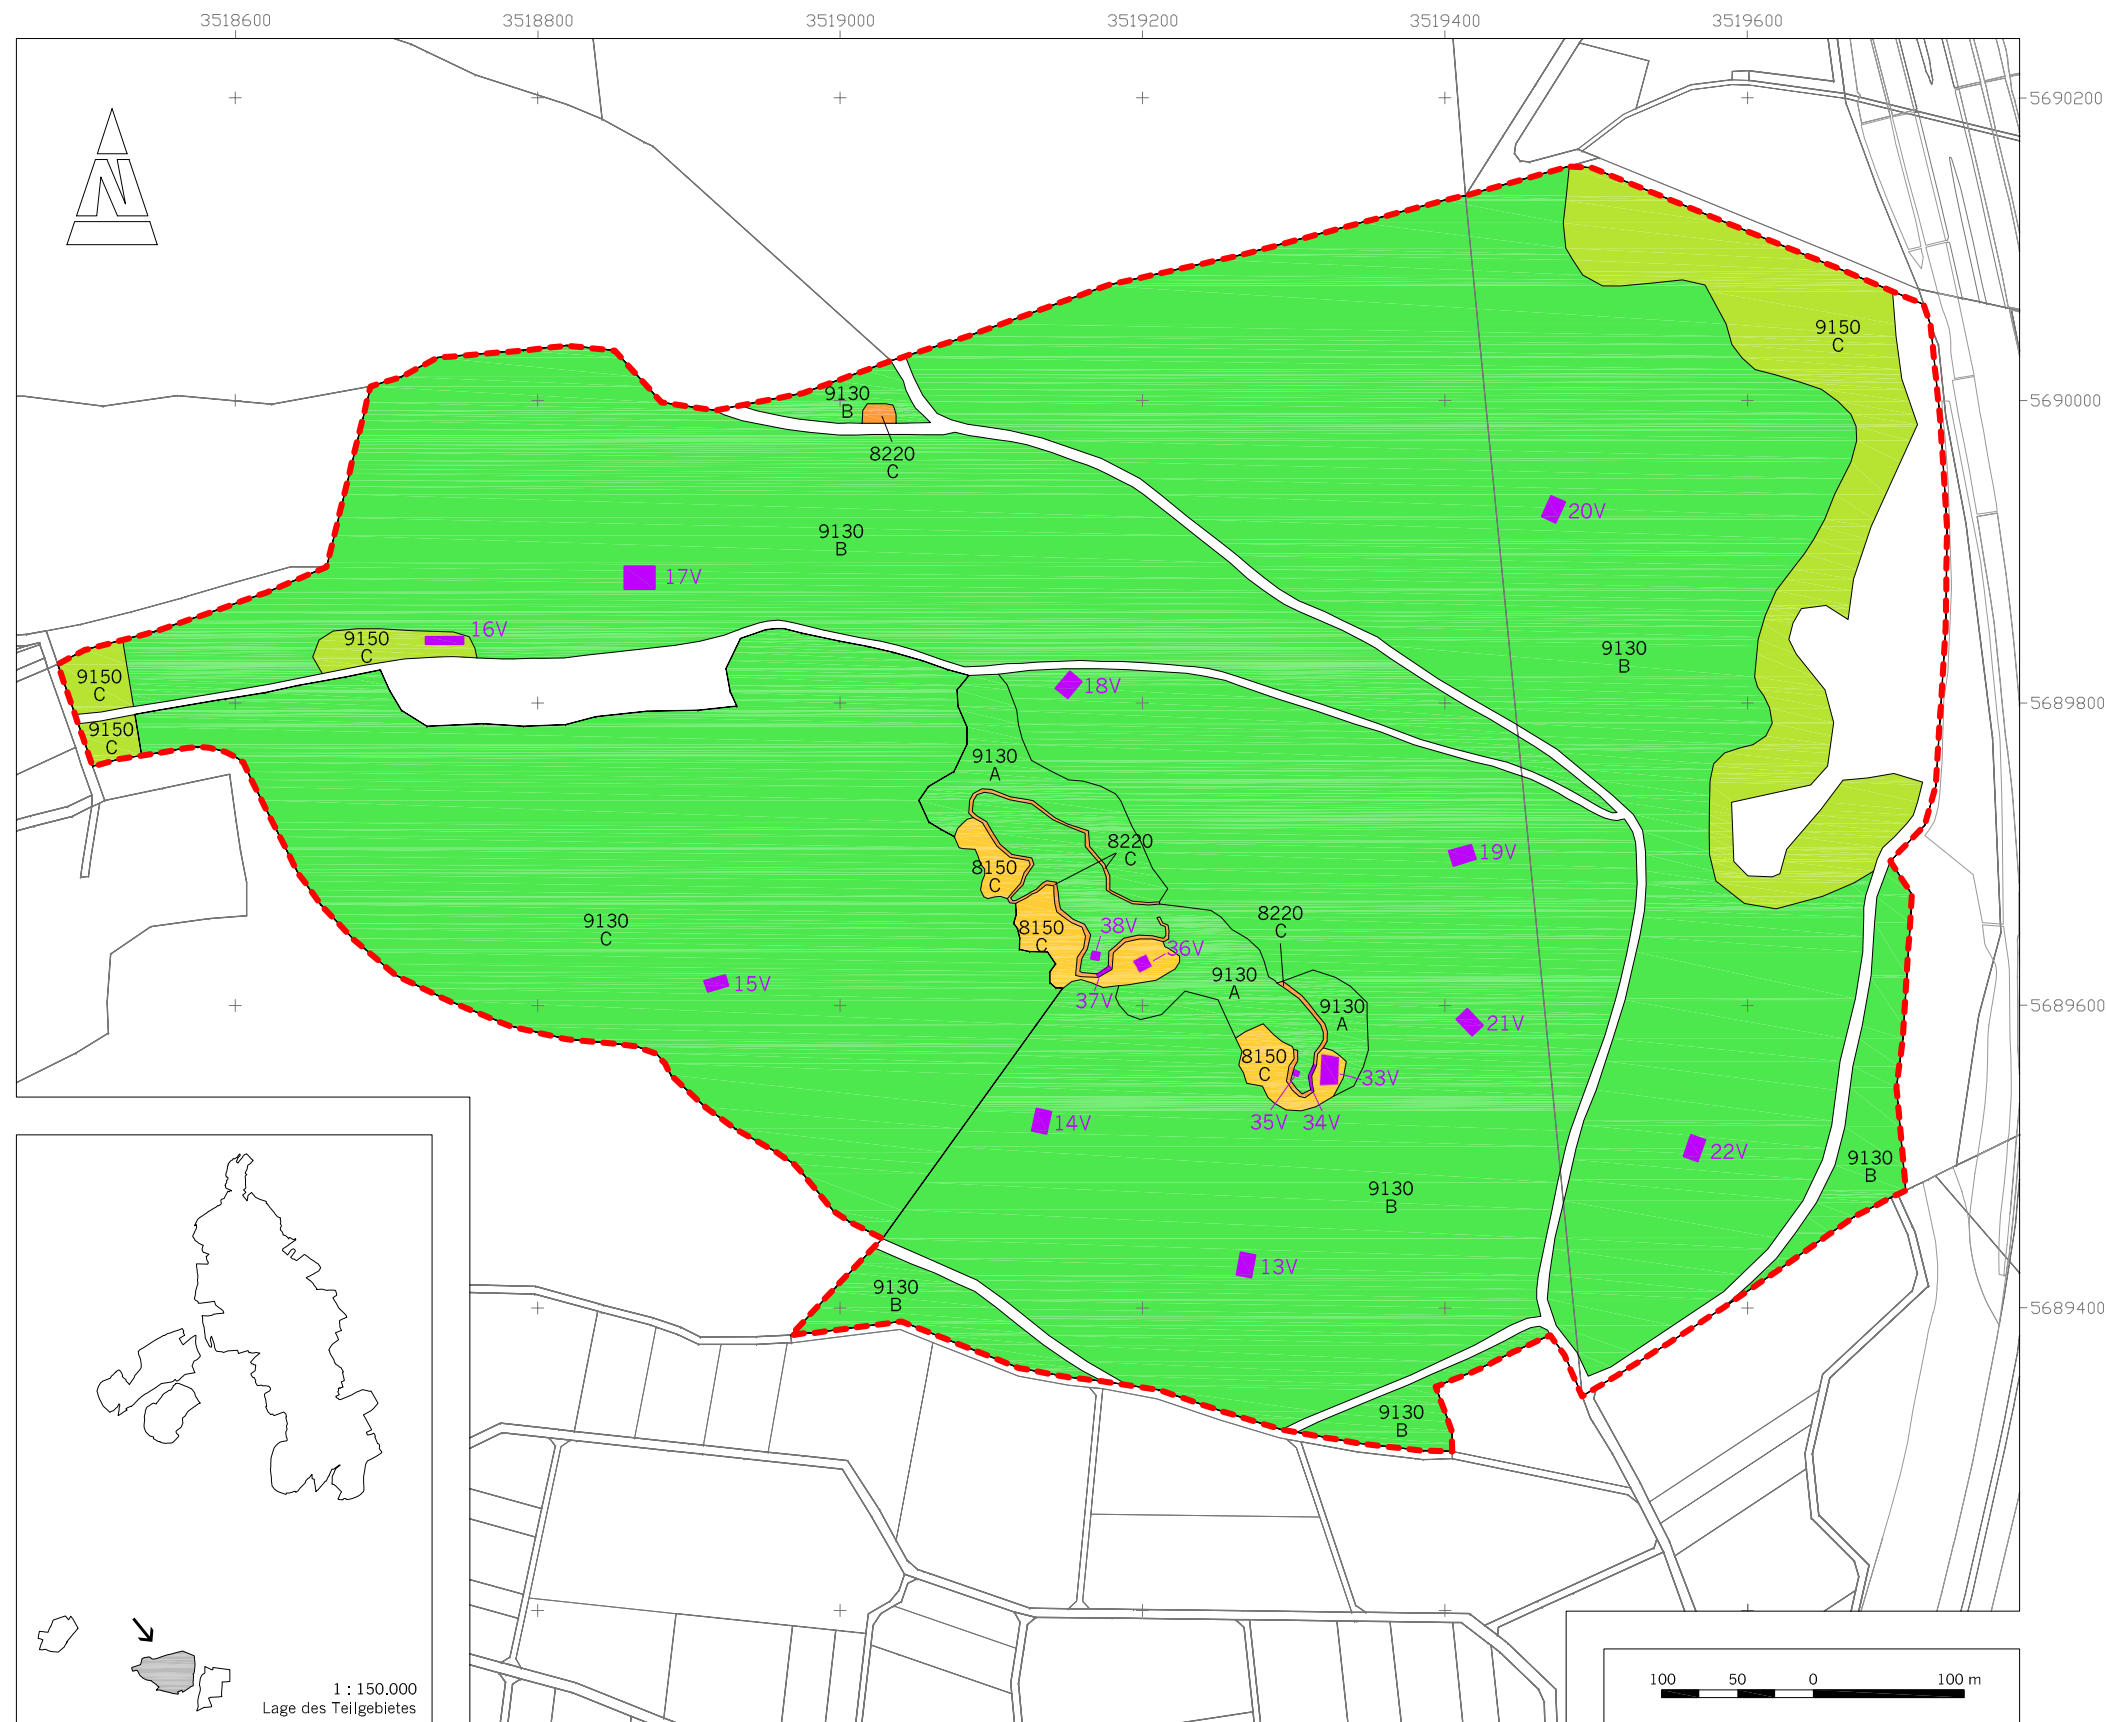 3518600 3518800 3519000 3519200 3519400 3519600
5690200
N
9150
C
9130
B
5690000
8220
C
20V
9130
B
17V
16V
9150
C
9130
B
9150
C
18V
5689800
9150
C
9130
A
8220
C
19V
8150
C
9130
C
8220
C
38V
8150
C
36V
9130
A
15V
37V
9130
A
5689600
21V
8150
C
33V
35V 34V
14V
22V
9130
B
9130
B
13V
9130
B
5689400
9130
B
1 : 150.000
Lage des Teilgebietes
100 50 0 100 m